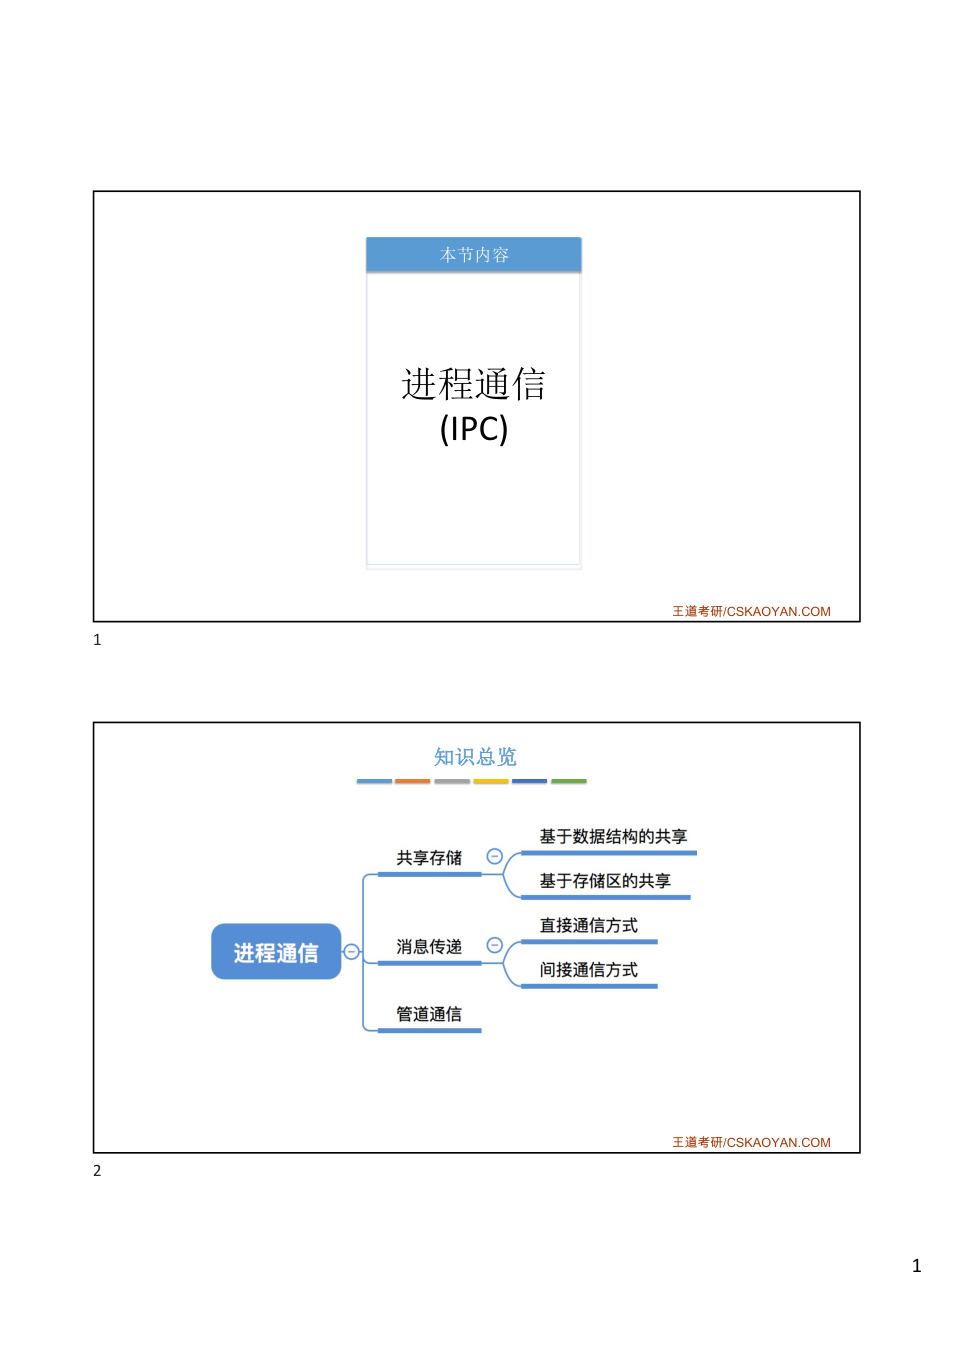 本节内容
进程通信
(IPC)
王道考研/CSKAOYAN.COM
1
知识总览
基于数据结构的共享
共享存储
基于存储区的共享
直接通信方式
进程通信
消息传递
间接通信方式
管道通信
王道考研/CSKAOYAN.COM
2
1